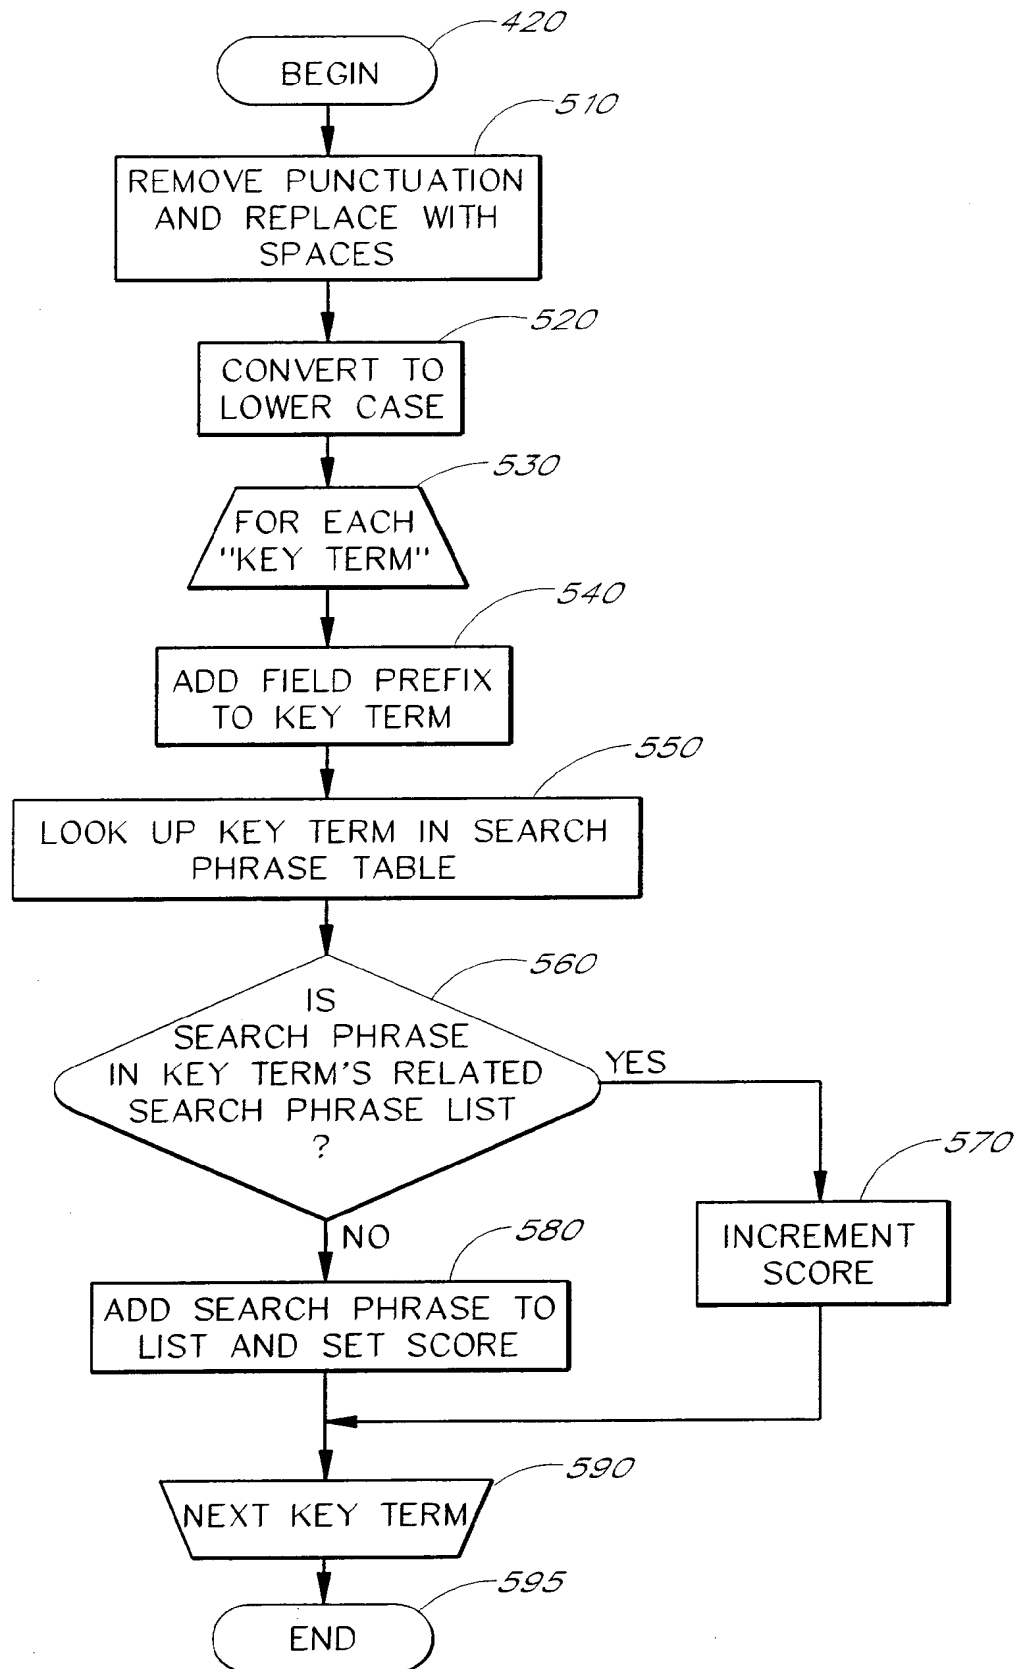 420
BEGIN
510
REMOVE PUNCTUATION
AND REPLACE WITH
SPACES
520
CONVERT TO
LOWER CASE
530
FOR EACH
"KEY TERM"
540
ADD FIELD PREFIX
TO KEY TERM
550
LOOK UP KEY TERM IN SEARCH
PHRASE TABLE
560
IS
SEARCH PHRASE
IN KEY TERM'S RELATED
SEARCH PHRASE LIST
?
YES
570
INCREMENT
SCORE
NO
580
ADD SEARCH PHRASE TO
LIST AND SET SCORE
590
NEXT KEY TERM
595
END